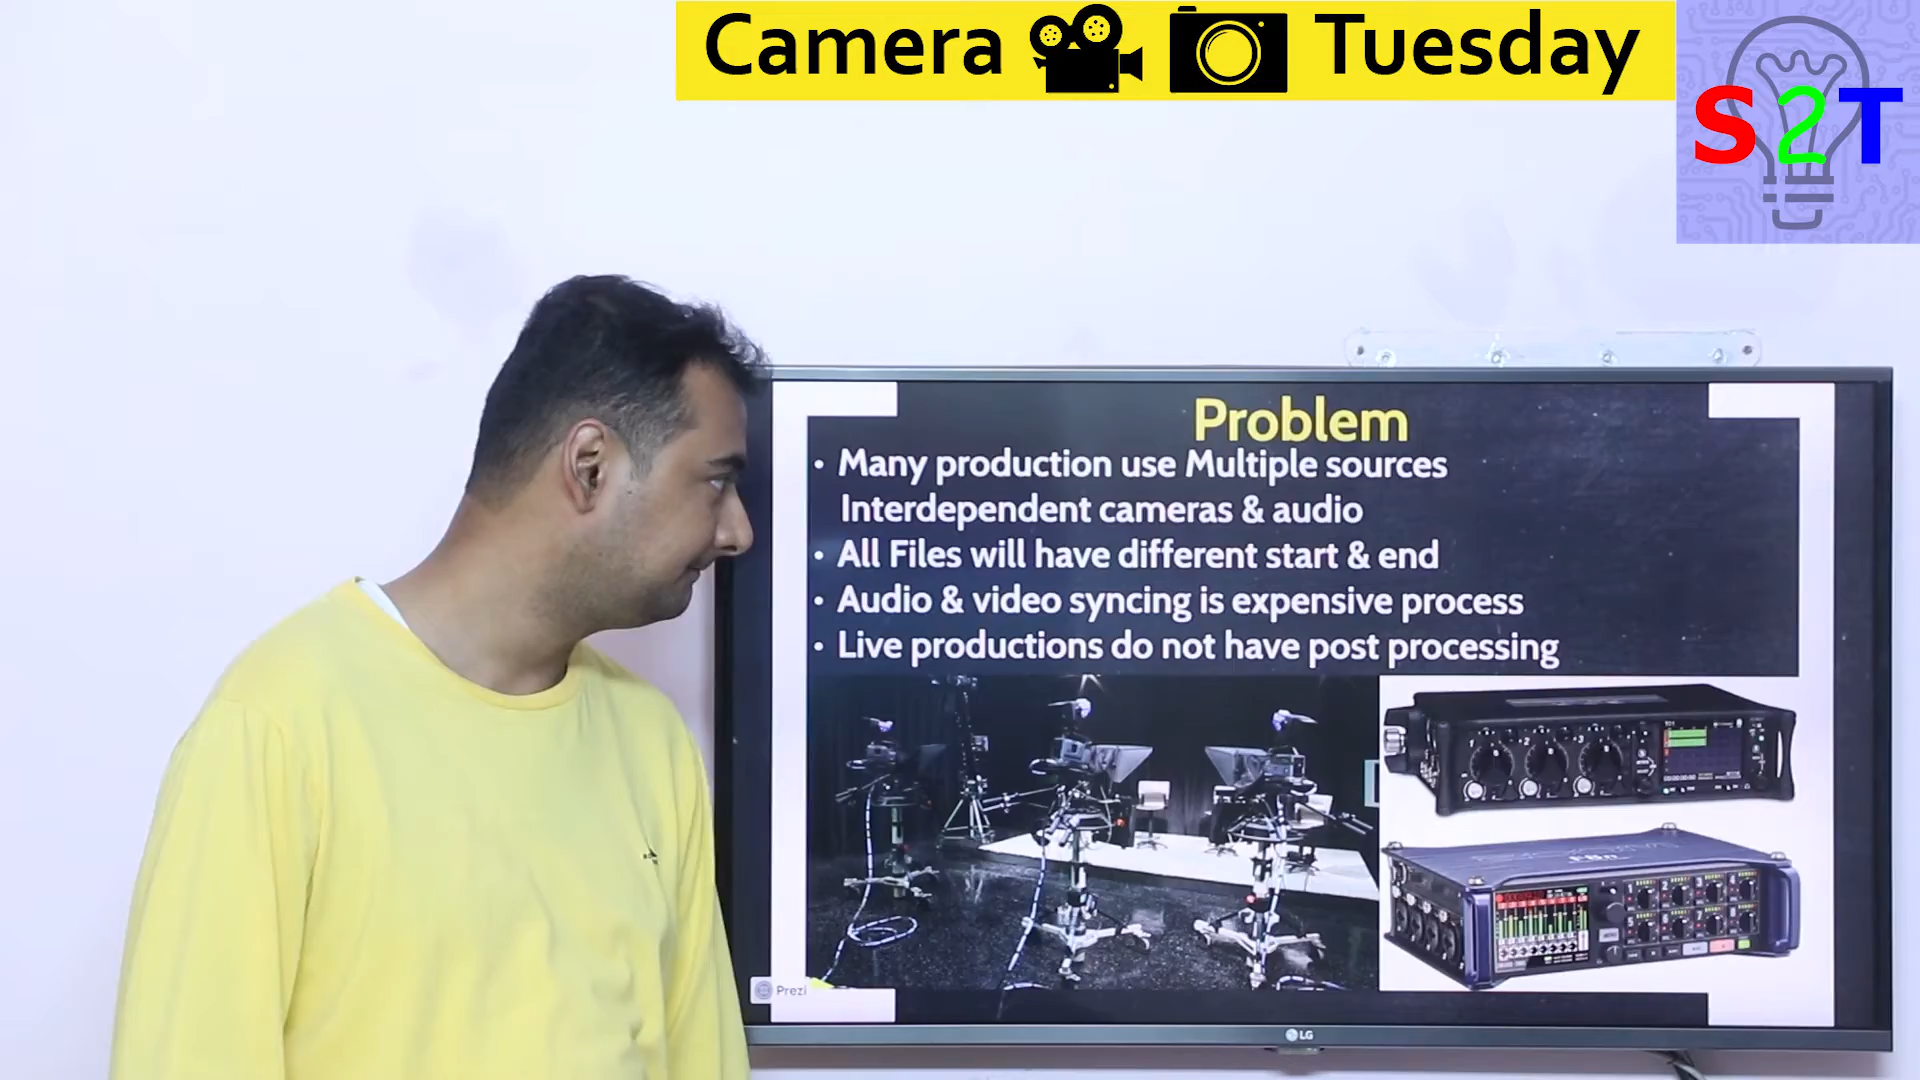 Camera Tuesday
S2T
Problem
• Many production use Multiple sources
Interdependent cameras & audio
• All Files will have different start & end
• Audio & video syncing is expensive process
• Live productions do not have post processing
F8n
Prezi
LG